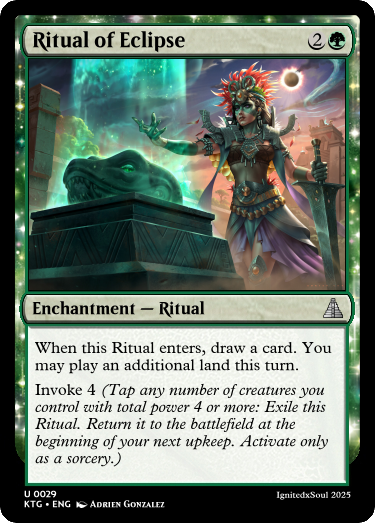 Ritual of Eclipse 2
Enchantment — Ritual
When this Ritual enters, draw a card. You
may play an additional land this turn.
Invoke 4 (Tap any number of creatures you
control with total power 4 or more: Exile this
Ritual. Return it to the battlefield at the
beginning of your next upkeep. Activate only
as a sorcery.)
U 0029
KTG • ENG Adrien Gonzalez
IgnitedxSoul 2025